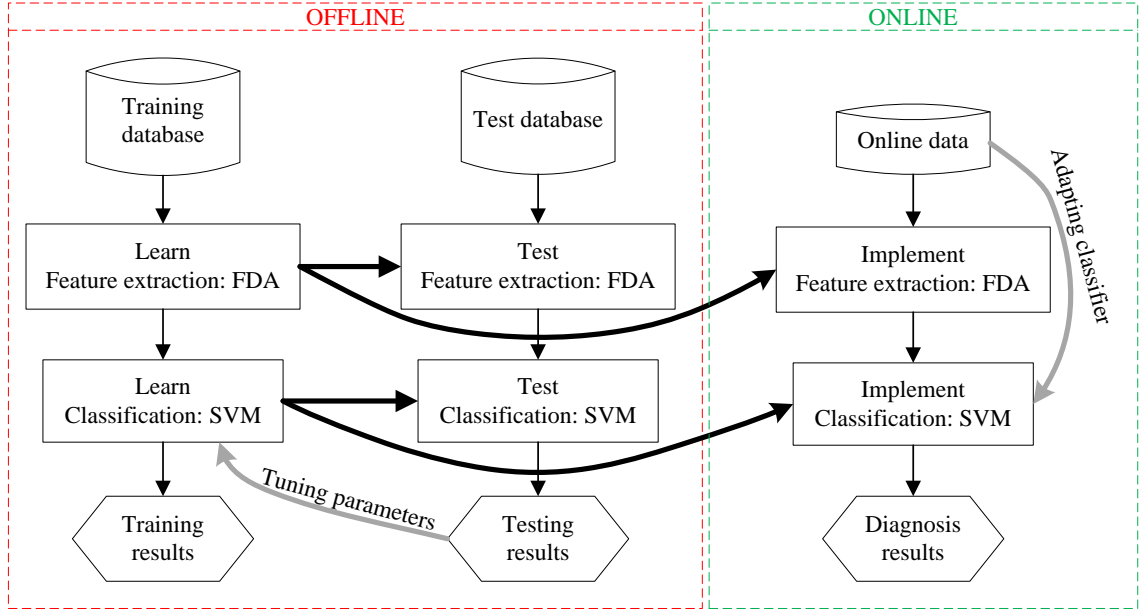 OFFLINE
ONLINE
Training
database
Test database
Online data
Adapting classifier
Learn
Feature extraction: FDA
Test
Feature extraction: FDA
Implement
Feature extraction: FDA
Learn
Classification: SVM
Test
Classification: SVM
Implement
Classification: SVM
Tuning parameters
Training
results
Testing
results
Diagnosis
results